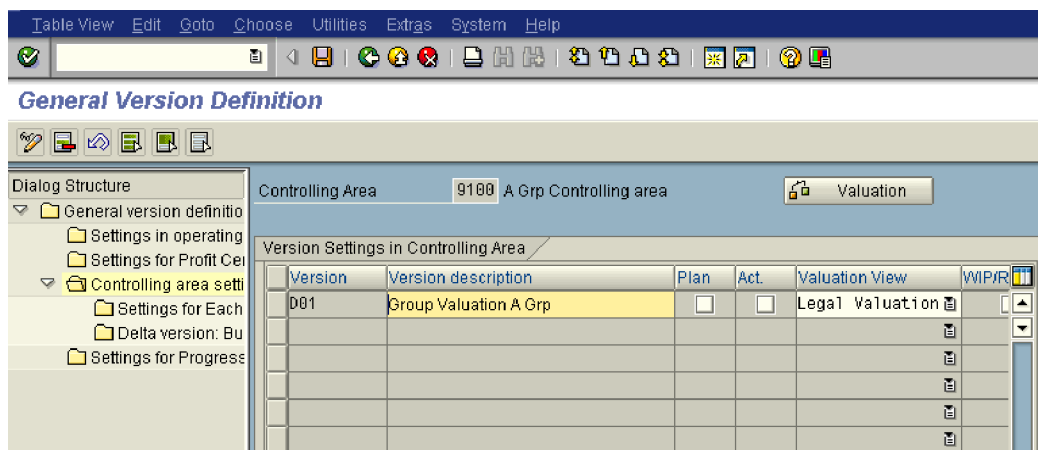 Table View Edit Goto Choose Utilities Extras System Help
General Version Definition
Dialog Structure
General version definitio
Settings in operating
Settings for Profit Cei
Controlling area setti
Settings for Each
Delta version: Bu
Settings for Progress
Controlling Area 9100 A Grp Controlling area Valuation
Version Settings in Controlling Area
Version Version description Plan Act. Valuation View WIP/R
D01 Group Valuation A Grp Legal Valuation